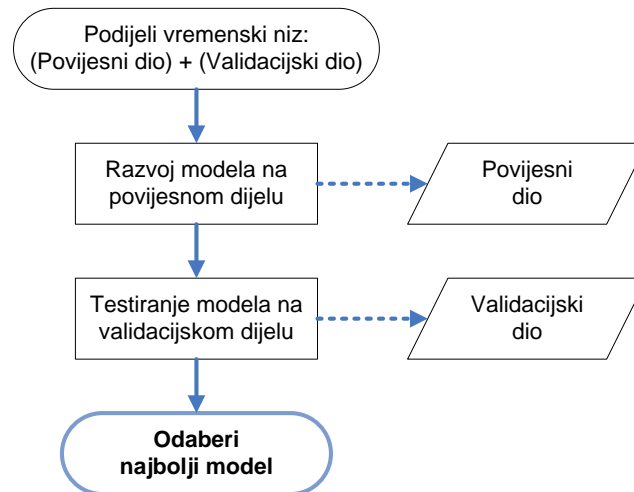 Podijeli vremenski niz:
(Povijesni dio) + (Validacijski dio)
Razvoj modela na
povijesnom dijelu
Povijesni
dio
Testiranje modela na
validacijskom dijelu
Validacijski
dio
Odaberi
najbolji model